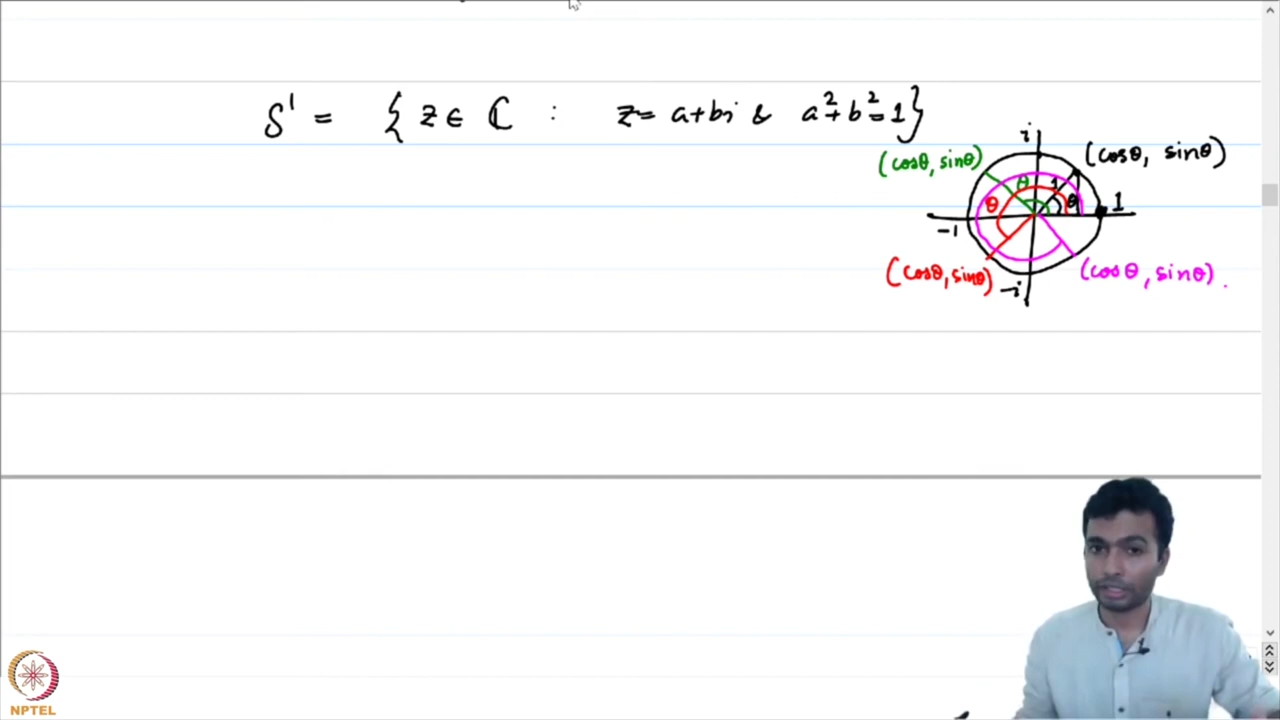 S¹ = { z ∈ ℂ : z = a+bi & a²+b²=1}
i
(cosθ, sinθ)
(cosθ, sinθ)
θ
1
θ
θ
1
-1
(cosθ, sinθ)
(cosθ, sinθ).
-i
NPTEL